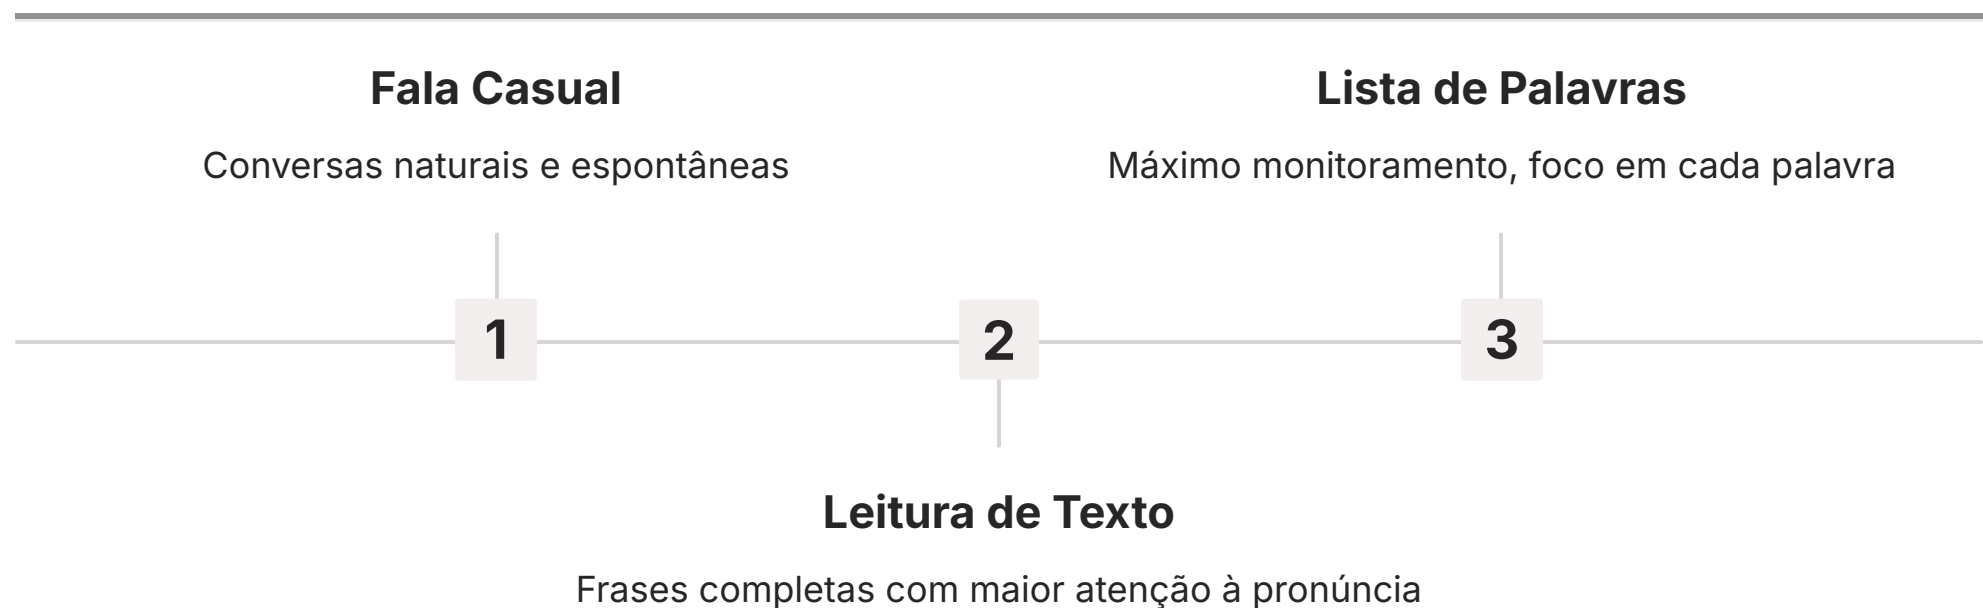 Fala Casual
Conversas naturais e espontâneas
Lista de Palavras
Máximo monitoramento, foco em cada palavra
1
2
3
Leitura de Texto
Frases completas com maior atenção à pronúncia